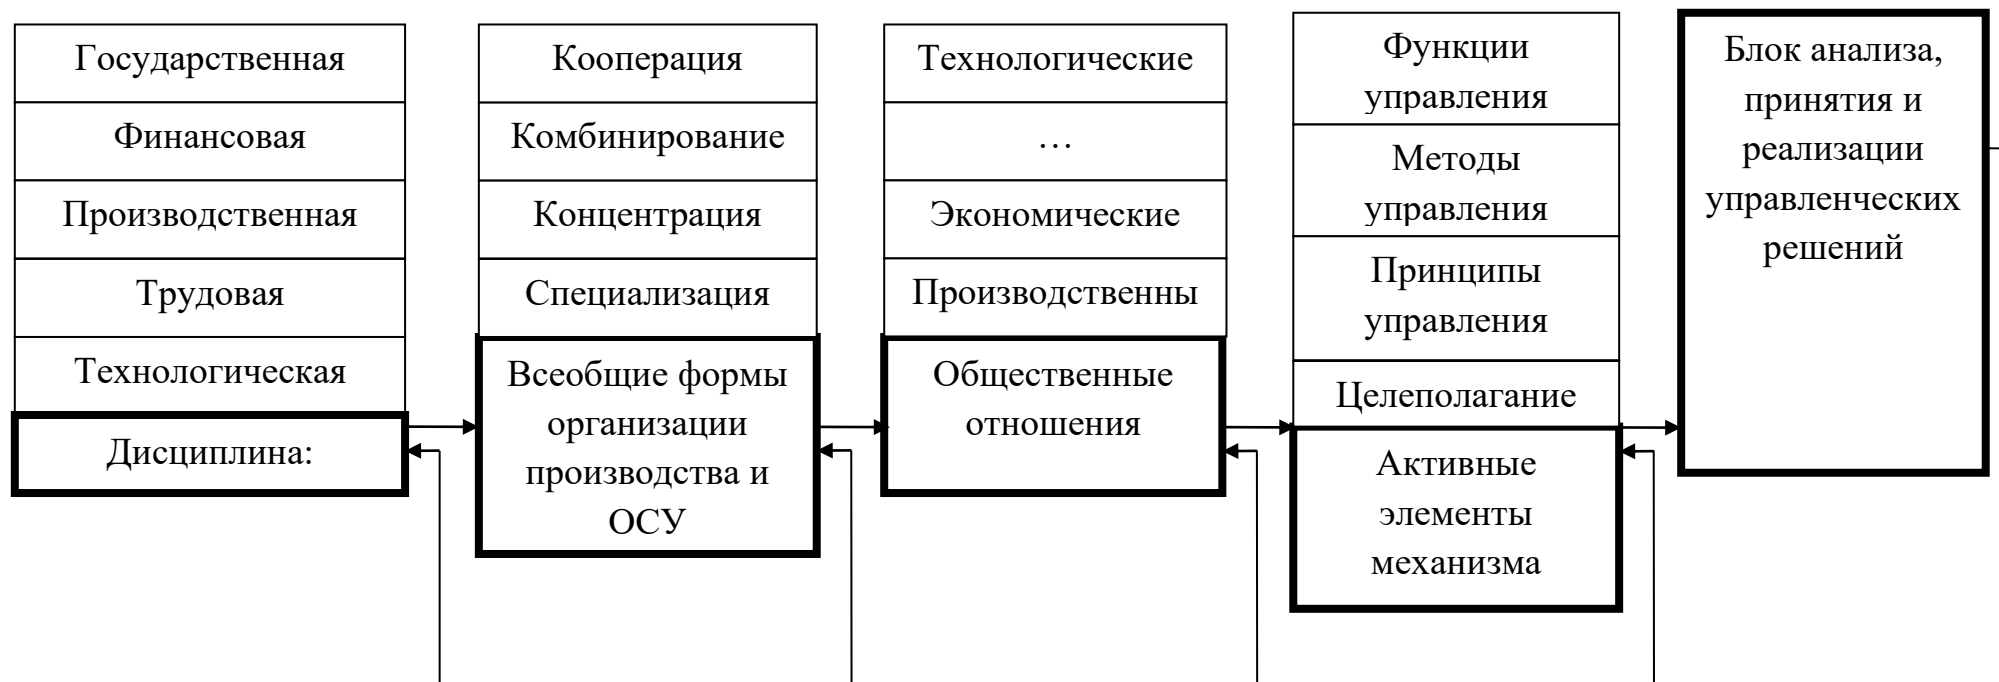 Государственная
Финансовая
Производственная
Трудовая
Технологическая
Дисциплина:
Кооперация
Комбинирование
Концентрация
Специализация
Всеобщие формы
организации
производства и
ОСУ
Технологические
…
Экономические
Производственны
Общественные
отношения
Функции
управления
Методы
управления
Принципы
управления
Целеполагание
Активные
элементы
механизма
Блок анализа,
принятия и
реализации
управленческих
решений